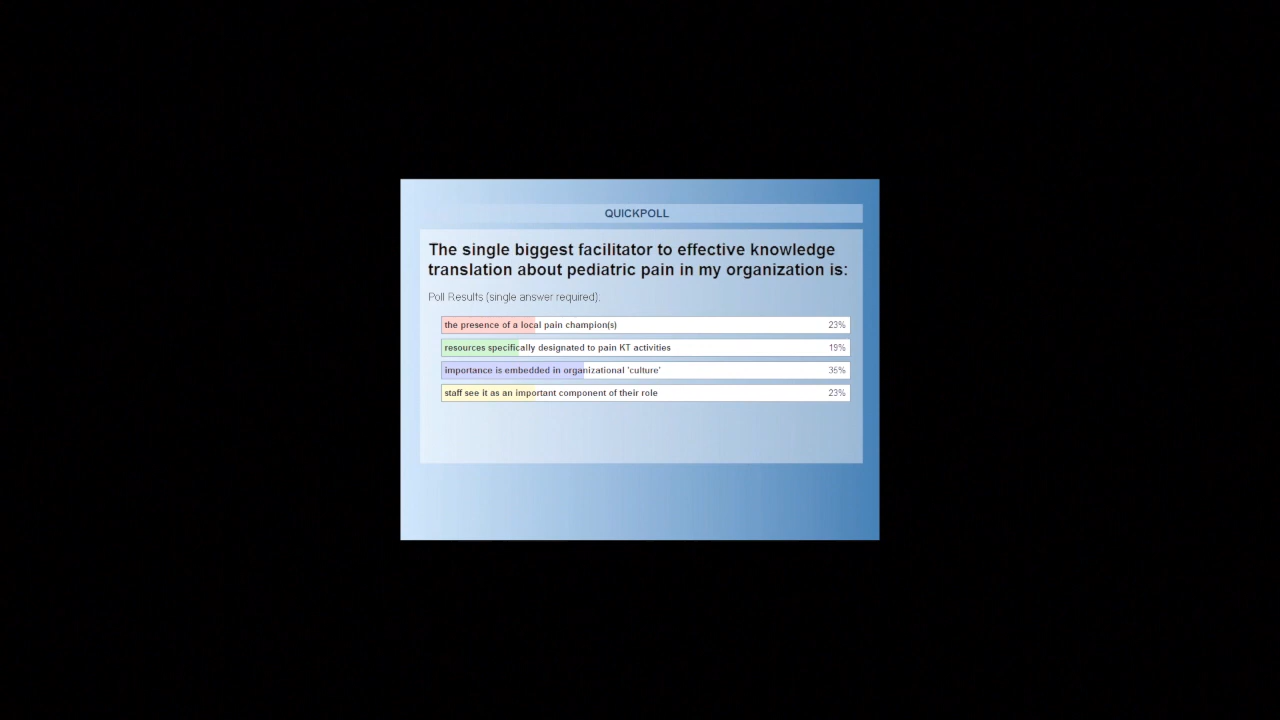 QUICKPOLL
The single biggest facilitator to effective knowledge
translation about pediatric pain in my organization is:
Poll Results (single answer required):
the presence of a local pain champion(s) 23%
resources specifically designated to pain KT activities 19%
importance is embedded in organizational 'culture' 35%
staff see it as an important component of their role 23%